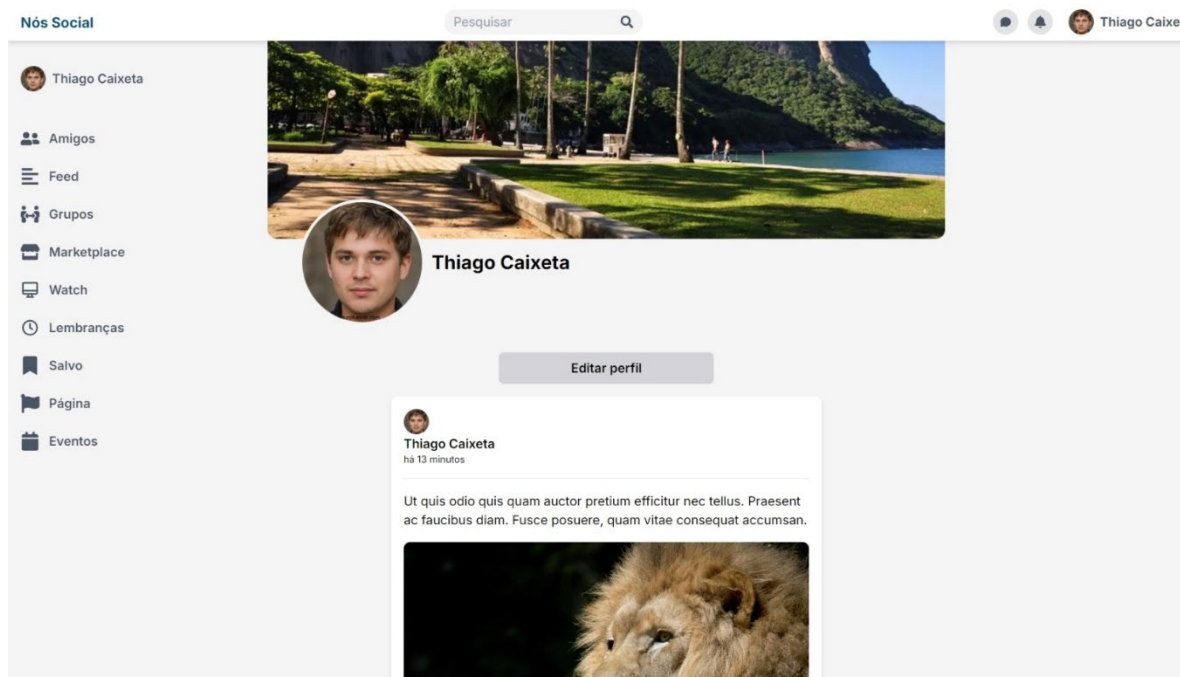 Nós Social
Pesquisar
Thiago Caixe
Thiago Caixeta
Amigos
Feed
Grupos
Marketplace
Watch
Lembranças
Salvo
Página
Eventos
Thiago Caixeta
Editar perfil
Thiago Caixeta
há 13 minutos
Ut quis odio quis quam auctor pretium efficitur nec tellus. Praesent
ac faucibus diam. Fusce posuere, quam vitae consequat accumsan.